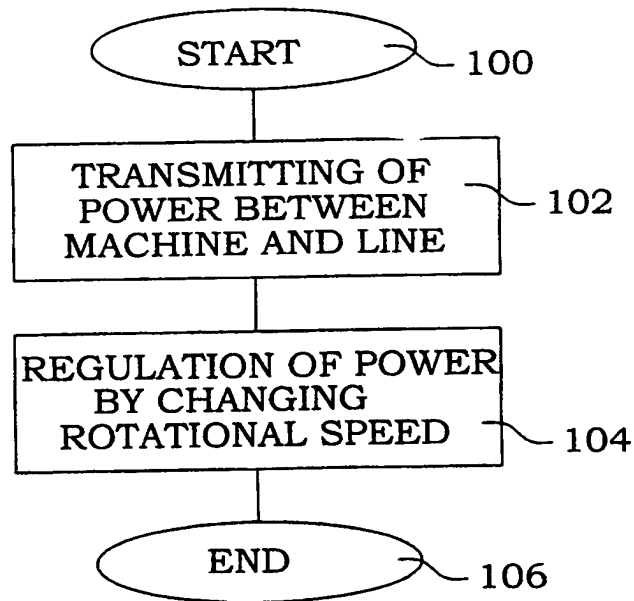 START
100
TRANSMITTING OF
POWER BETWEEN
MACHINE AND LINE
102
REGULATION OF POWER
BY CHANGING
ROTATIONAL SPEED
104
END
106